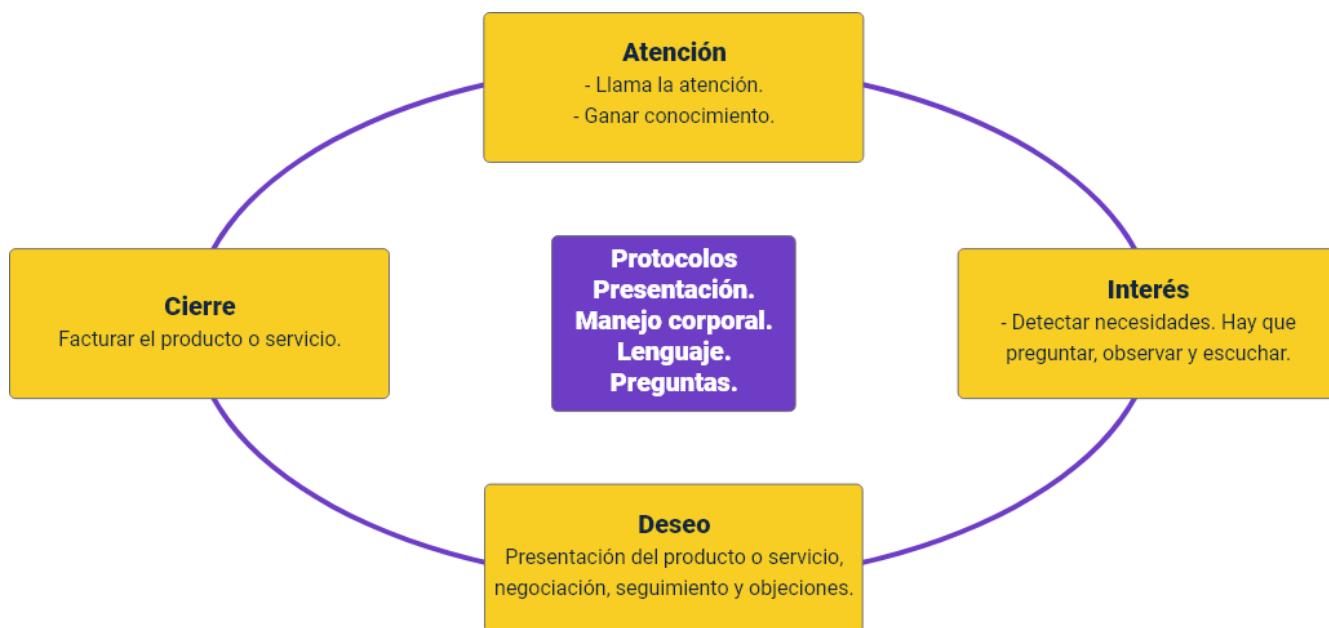 Atención
- Llama la atención.
- Ganar conocimiento.
Protocolos
Presentación.
Manejo corporal.
Lenguaje.
Preguntas.
Cierre
Facturar el producto o servicio.
Interés
- Detectar necesidades. Hay que
preguntar, observar y escuchar.
Deseo
Presentación del producto o servicio,
negociación, seguimiento y objeciones.